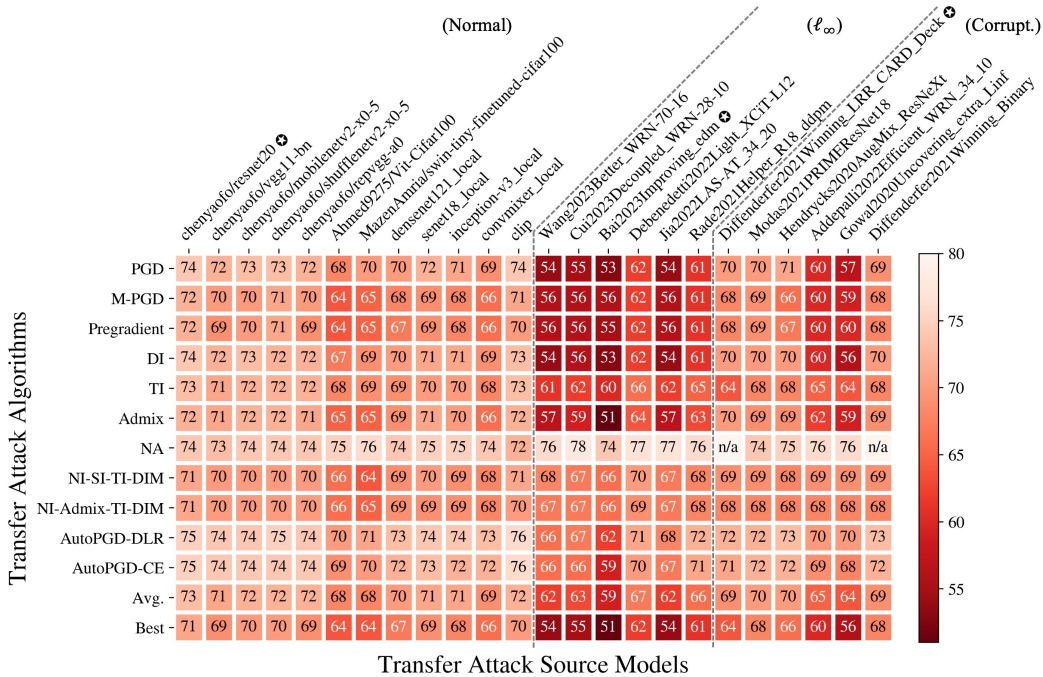 (Normal) (ℓ∞) (Corrupt.)
chenyaofo/resnet20 ✪
chenyaofo/vgg11-bn
chenyaofo/mobilenetv2-x0-5
chenyaofo/shufflenetv2-x0-5
chenyaofo/repvgg-a0
Ahmed9275/Vit-Cifar100
MazenAmria/swin-tiny-finetuned-cifar100
densenet121_local
senet18_local
inception-v3_local
convmixer_local
clip
Wang2023Better_WRN-70-16
Cui2023Decoupled_WRN-28-10
Bai2023Improving_edm ✪
Debenedetti2022Light_XCiT-L12
Jia2022LAS-AT_34_20
Rade2021Helper_R18_ddpm
Diffenderfer2021Winning_LRR_CARD_Deck ✪
Modas2021PRIMEResNet18
Hendrycks2020AugMix_ResNeXt
Addepalli2022Efficient_WRN_34_10
Gowal2020Uncovering_extra_Linf
Diffenderfer2021Winning_Binary
Transfer Attack Algorithms
PGD 74 72 73 73 72 68 70 70 72 71 69 74 54 55 53 62 54 61 70 70 71 60 57 69
M-PGD 72 70 70 71 70 64 65 68 69 68 66 71 56 56 56 62 56 61 68 69 66 60 59 68
Pregradient 72 69 70 71 69 64 65 67 69 68 66 70 56 56 55 62 56 61 68 69 67 60 60 68
DI 74 72 73 72 72 67 69 70 71 71 69 73 54 56 53 62 54 61 70 70 70 60 56 70
TI 73 71 72 72 72 68 69 69 70 70 68 73 61 62 60 66 62 65 64 68 68 65 64 68
Admix 72 71 72 72 71 65 65 69 71 70 66 72 57 59 51 64 57 63 70 69 69 62 59 69
NA 74 73 74 74 74 75 76 74 75 75 74 72 76 78 74 77 77 76 n/a 74 75 76 76 n/a
NI-SI-TI-DIM 71 70 70 70 70 66 64 69 70 69 68 71 68 67 66 70 67 68 69 69 68 69 69 69
NI-Admix-TI-DIM 71 70 70 70 70 66 65 69 70 69 68 70 67 67 66 69 67 68 68 68 68 68 68 68
AutoPGD-DLR 75 74 74 75 74 70 71 73 74 74 73 76 66 67 62 71 68 72 72 72 73 70 70 73
AutoPGD-CE 75 74 74 74 74 69 70 72 73 72 72 76 66 66 59 70 67 71 71 72 72 69 68 72
Avg. 73 71 72 72 72 68 68 70 71 71 69 72 62 63 59 67 62 66 69 70 70 65 64 69
Best 71 69 70 70 69 64 64 67 69 68 66 70 54 55 51 62 54 61 64 68 66 60 56 68
80
75
70
65
60
55
Transfer Attack Source Models